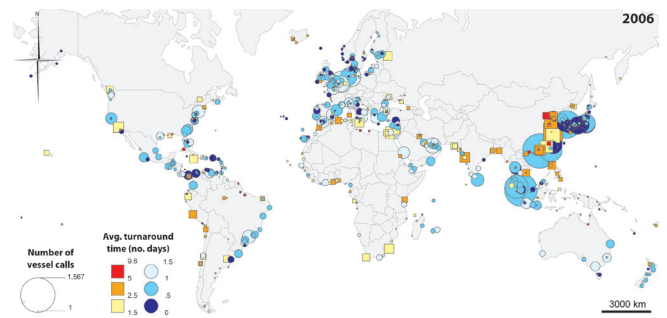 2006
N
Number of
vessel calls
1,567
1
Avg. turnaround
time (no. days)
9.6
5
2.5
1.5
1.5
1
.5
0
3000 km